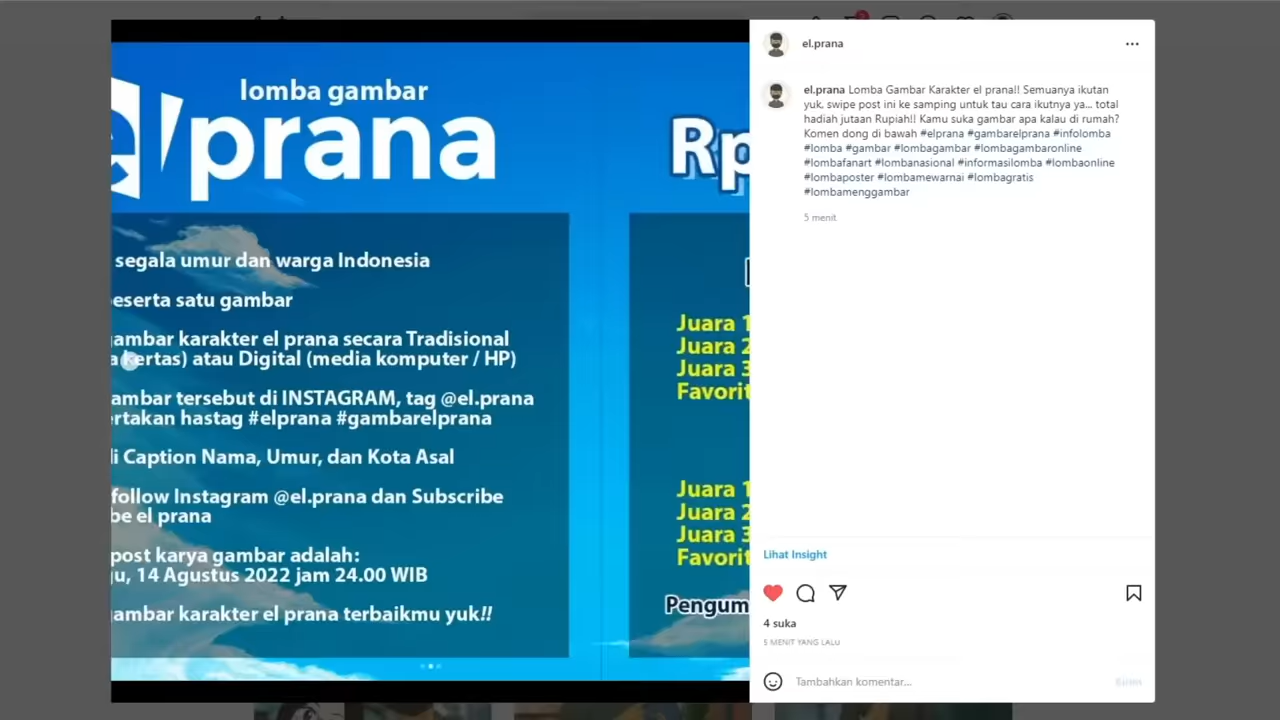 lomba gambar
el prana
segala umur dan warga Indonesia
peserta satu gambar
gambar karakter el prana secara Tradisional
kertas) atau Digital (media komputer / HP)
gambar tersebut di INSTAGRAM, tag @el.prana
hastag #elprana #gambarelprana
di Caption Nama, Umur, dan Kota Asal
follow Instagram @el.prana dan Subscribe
el prana
post karya gambar adalah:
14 Agustus 2022 jam 24.00 WIB
gambar karakter el prana terbaikmu yuk!!
Rp
Juara 1
Juara 2
Juara 3
Favorit
Juara 1
Juara 2
Juara 3
Favorit
Pengum
el.prana
el.prana Lomba Gambar Karakter el prana!! Semuanya ikutan
yuk, swipe post ini ke samping untuk tau cara ikutnya ya... total
hadiah jutaan Rupiah!! Kamu suka gambar apa kalau di rumah?
Komen dong di bawah #elprana #gambarelprana #infolomba
#lomba #gambar #lombagambar #lombagambaronline
#lombafanart #lombanasional #informasilomba #lombaonline
#lombaposter #lombamewarnai #lombagratis
#lombamenggambar
5 menit
Lihat Insight
4 suka
5 MENIT YANG LALU
Tambahkan komentar...
Kirim